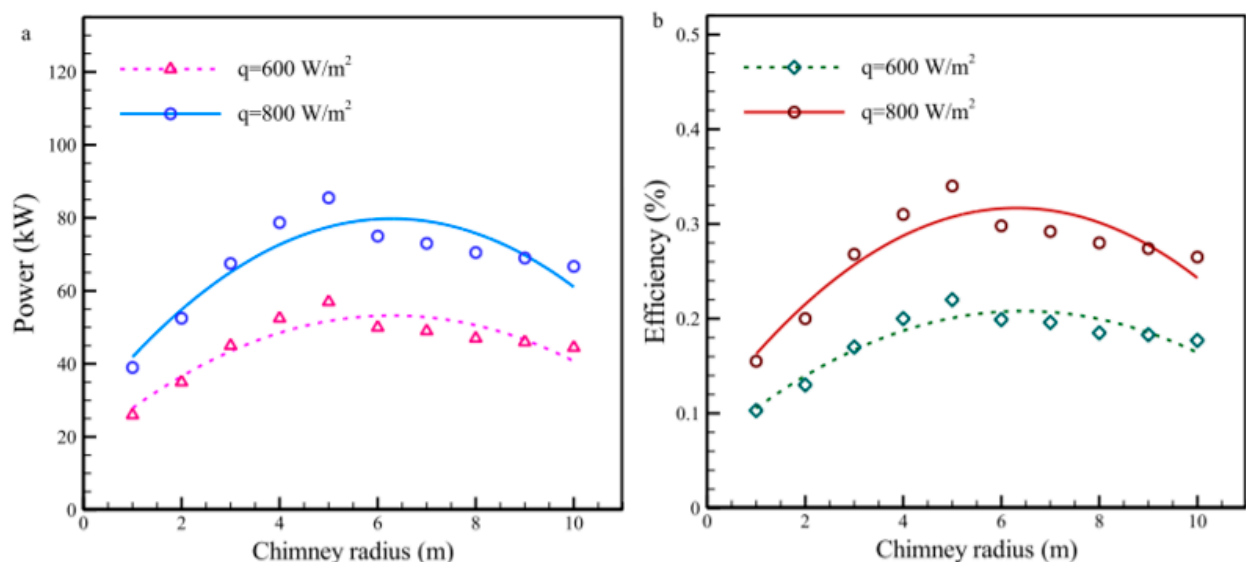 a
q=600 W/m²
q=800 W/m²
Power (kW)
120
100
80
60
40
20
0
0 2 4 6 8 10
Chimney radius (m)
b
q=600 W/m²
q=800 W/m²
Efficiency (%)
0.5
0.4
0.3
0.2
0.1
0
0 2 4 6 8 10
Chimney radius (m)